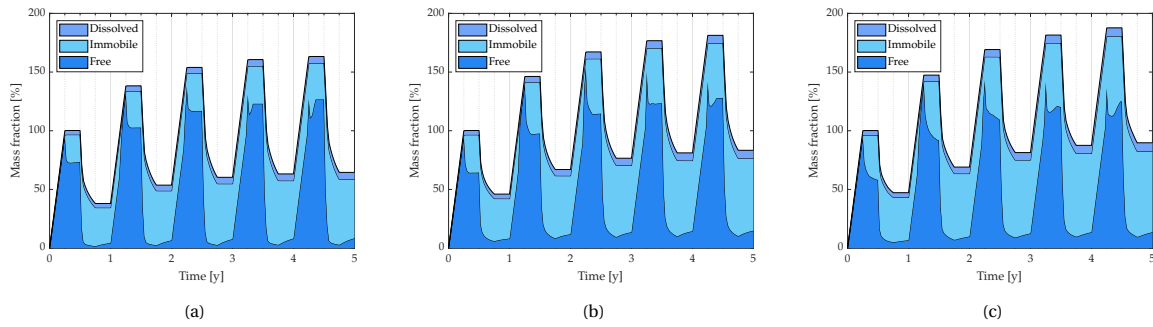 200
150
100
50
0
Mass fraction [%]
Dissolved
Immobile
Free
0 1 2 3 4 5
Time [y]
(a)
200
150
100
50
0
Mass fraction [%]
Dissolved
Immobile
Free
0 1 2 3 4 5
Time [y]
(b)
200
150
100
50
0
Mass fraction [%]
Dissolved
Immobile
Free
0 1 2 3 4 5
Time [y]
(c)